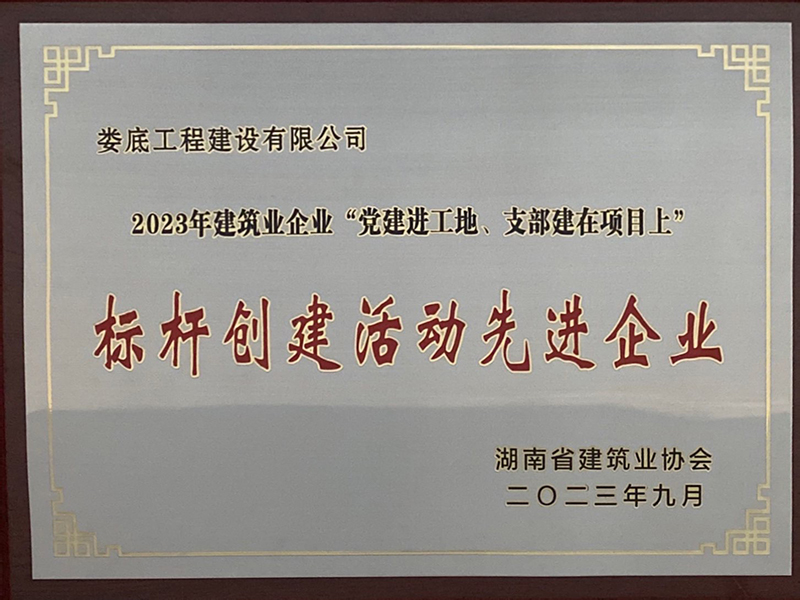 娄底工程建设有限公司
2023年建筑业企业“党建进工地、支部建在项目上”
标杆创建活动先进企业
湖南省建筑业协会
二〇二三年九月